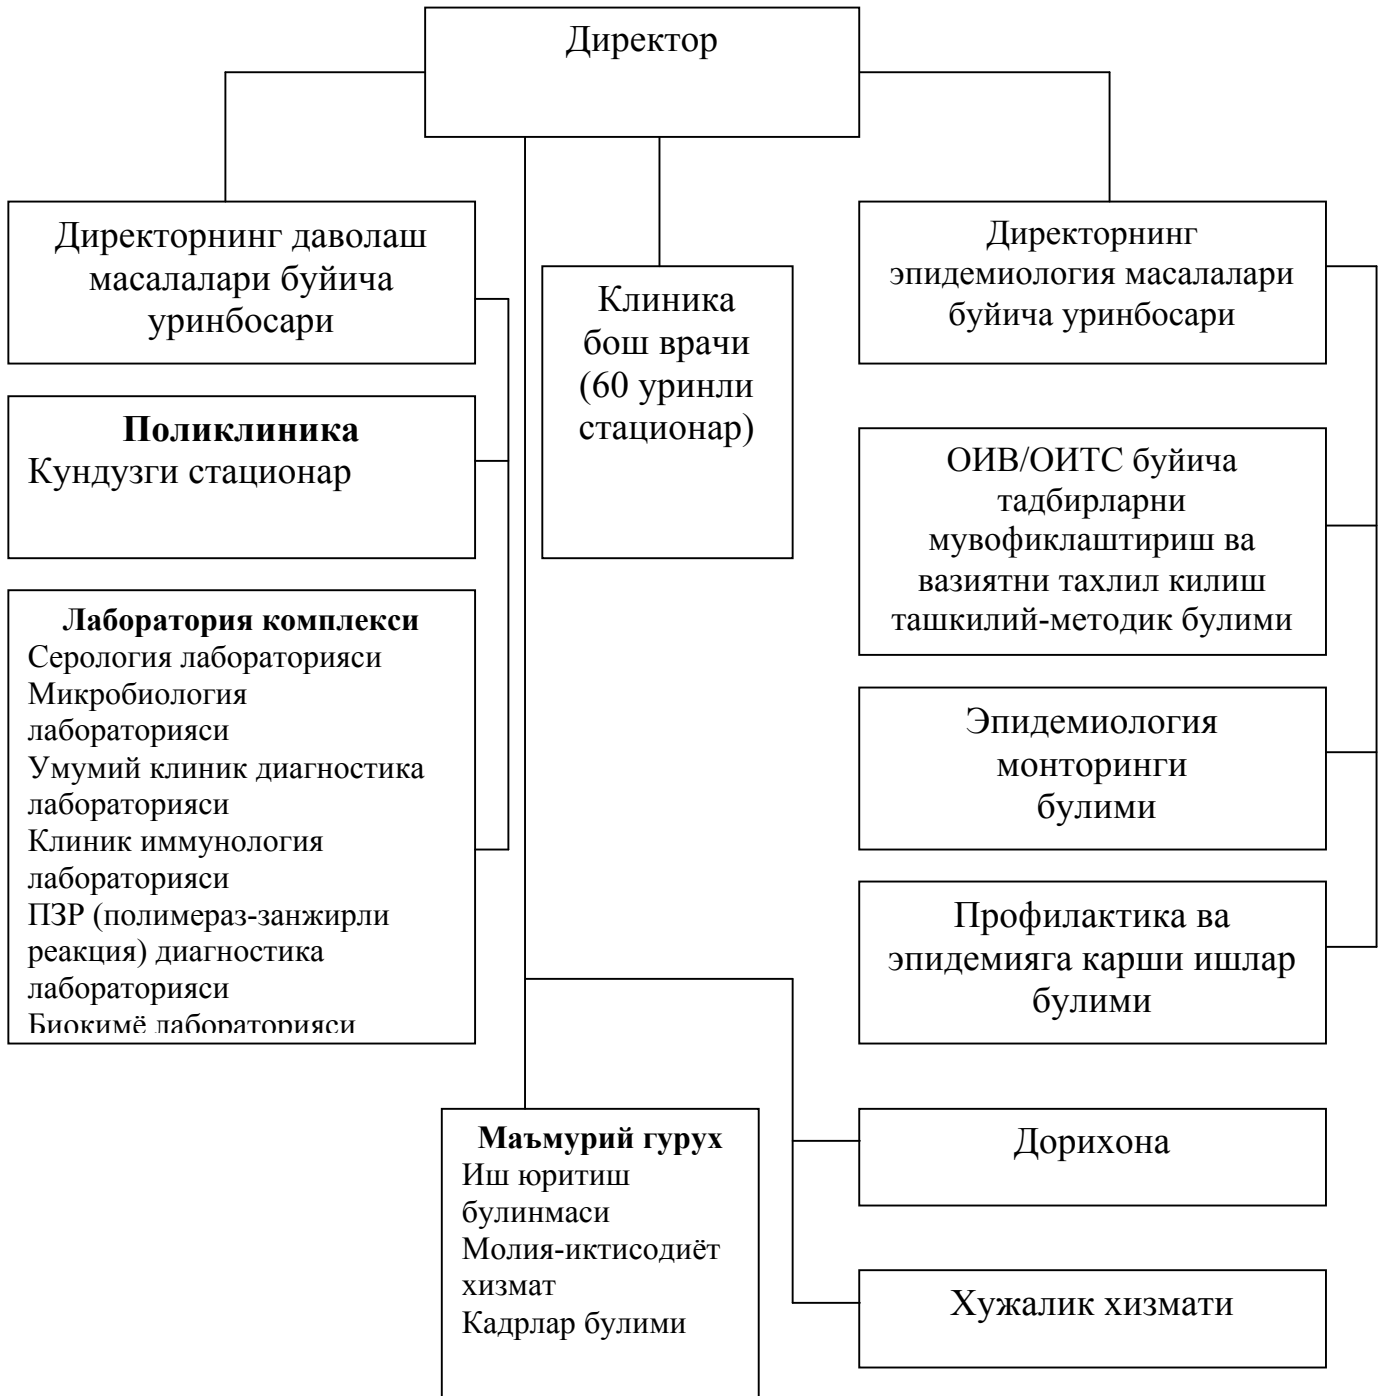 Директор
Директорнинг даволаш
масалалари буйича
уринбосари
Клиника
бош врачи
(60 уринли
стационар)
Директорнинг
эпидемиология масалалари
буйича уринбосари
Поликлиника
Кундузги стационар
ОИВ/ОИТС буйича
тадбирларни
мувофиклаштириш ва
вазиятни тахлил килиш
ташкилий-методик булими
Лаборатория комплекси
Серология лабораторияси
Микробиология
лабораторияси
Умумий клиник диагностика
лабораторияси
Клиник иммунология
лабораторияси
ПЗР (полимераз-занжирли
реакция) диагностика
лабораторияси
Биокимё лабораторияси
Эпидемиология
монторинги
булими
Профилактика ва
эпидемияга карши ишлар
булими
Маъмурий гурух
Иш юритиш
булинмаси
Молия-иктисодиёт
хизмат
Кадрлар булими
Дорихона
Хужалик хизмати